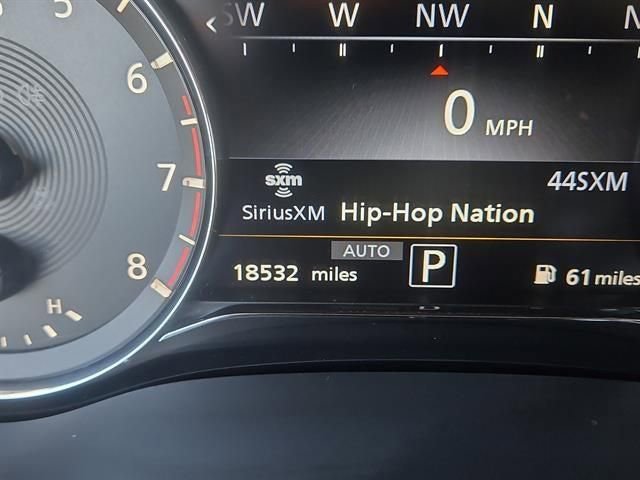 SW W NW N
5
6
7
8
H
0 MPH
sxm 44SXM
SiriusXM Hip-Hop Nation
AUTO
18532 miles P 61 miles